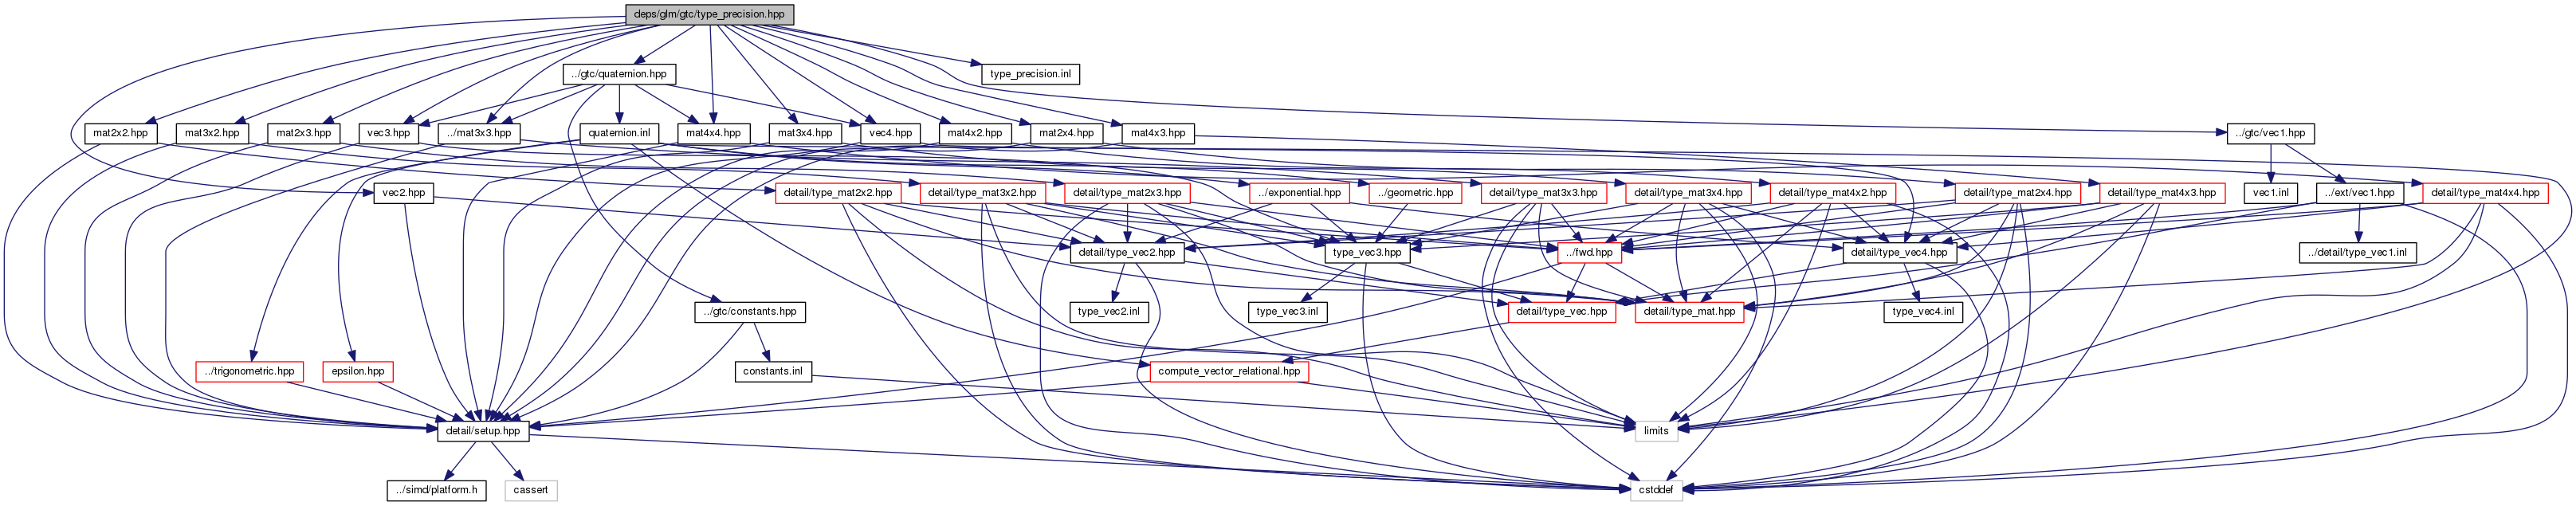 deps/glm/gtc/type_precision.hpp
../gtc/quaternion.hpp
type_precision.inl
mat2x2.hpp
mat3x2.hpp
mat2x3.hpp
vec3.hpp
../mat3x3.hpp
quaternion.inl
mat4x4.hpp
mat3x4.hpp
vec4.hpp
mat4x2.hpp
mat2x4.hpp
mat4x3.hpp
../gtc/vec1.hpp
vec2.hpp
detail/type_mat2x2.hpp
detail/type_mat3x2.hpp
detail/type_mat2x3.hpp
../exponential.hpp
../geometric.hpp
detail/type_mat3x3.hpp
detail/type_mat3x4.hpp
detail/type_mat4x2.hpp
detail/type_mat2x4.hpp
detail/type_mat4x3.hpp
vec1.inl
../ext/vec1.hpp
detail/type_mat4x4.hpp
detail/type_vec2.hpp
type_vec3.hpp
../fwd.hpp
detail/type_vec4.hpp
../detail/type_vec1.inl
../gtc/constants.hpp
type_vec2.inl
type_vec3.inl
detail/type_vec.hpp
detail/type_mat.hpp
type_vec4.inl
../trigonometric.hpp
epsilon.hpp
constants.inl
compute_vector_relational.hpp
detail/setup.hpp
limits
../simd/platform.h
cassert
cstddef